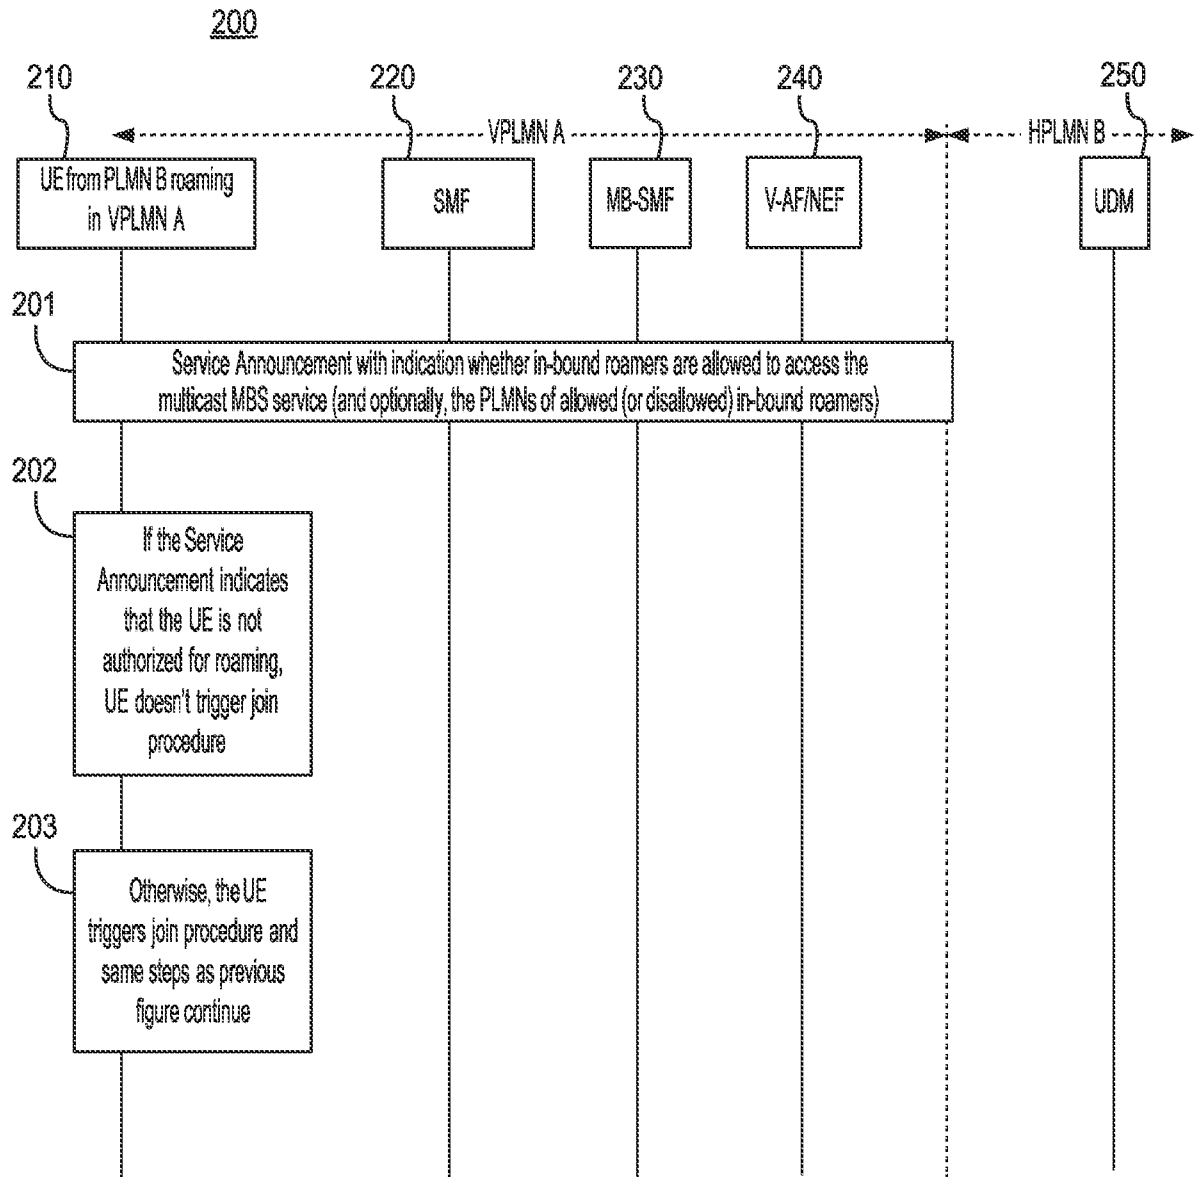 200
210
220
230
240
250
VPLMN A
HPLMN B
UE from PLMN B roaming
in VPLMN A
SMF
MB-SMF
V-AF/NEF
UDM
201
Service Announcement with indication whether in-bound roamers are allowed to access the
multicast MBS service (and optionally, the PLMNs of allowed (or disallowed) in-bound roamers)
202
If the Service
Announcement indicates
that the UE is not
authorized for roaming,
UE doesn't trigger join
procedure
203
Otherwise, the UE
triggers join procedure and
same steps as previous
figure continue